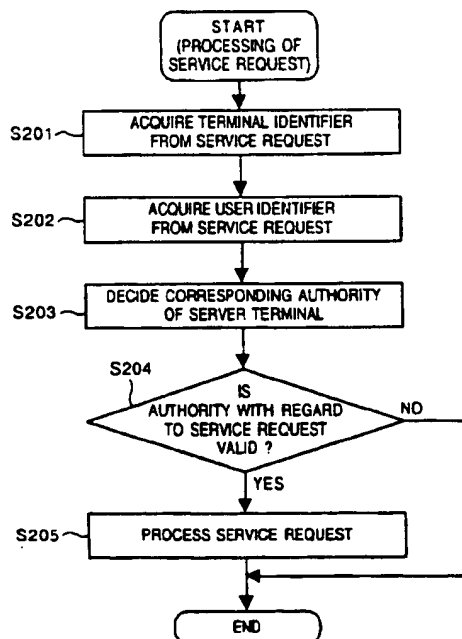 START
(PROCESSING OF
SERVICE REQUEST)
S201
ACQUIRE TERMINAL IDENTIFIER
FROM SERVICE REQUEST
S202
ACQUIRE USER IDENTIFIER
FROM SERVICE REQUEST
S203
DECIDE CORRESPONDING AUTHORITY
OF SERVER TERMINAL
S204
IS
AUTHORITY WITH REGARD
TO SERVICE REQUEST
VALID ?
NO
YES
S205
PROCESS SERVICE REQUEST
END